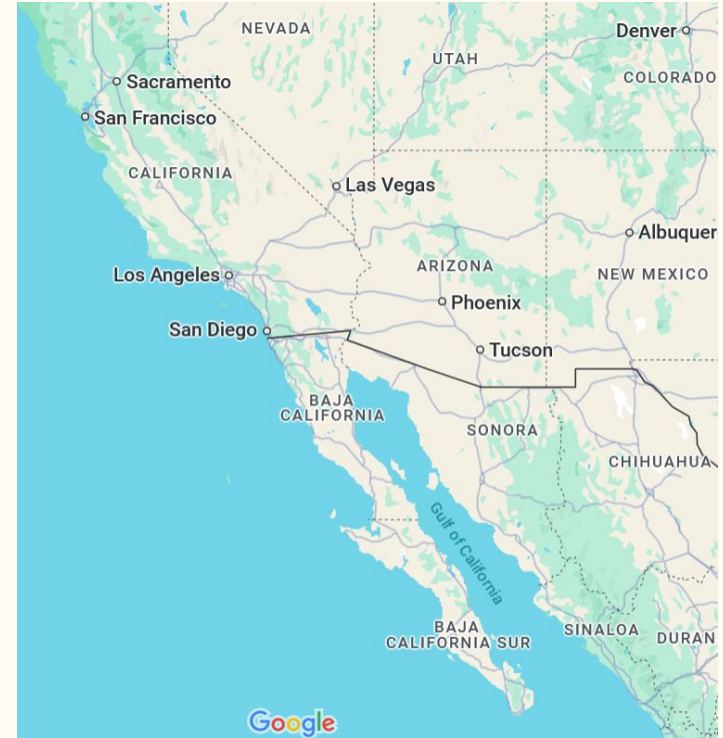 NEVADA
Denver
UTAH
COLORADO
Sacramento
San Francisco
CALIFORNIA
Las Vegas
Albuquer
ARIZONA
NEW MEXICO
Los Angeles
Phoenix
San Diego
Tucson
BAJA
CALIFORNIA
SONORA
CHIHUAHUA
Gulf of California
BAJA
CALIFORNIA SUR
SINALOA
DURAN
Google